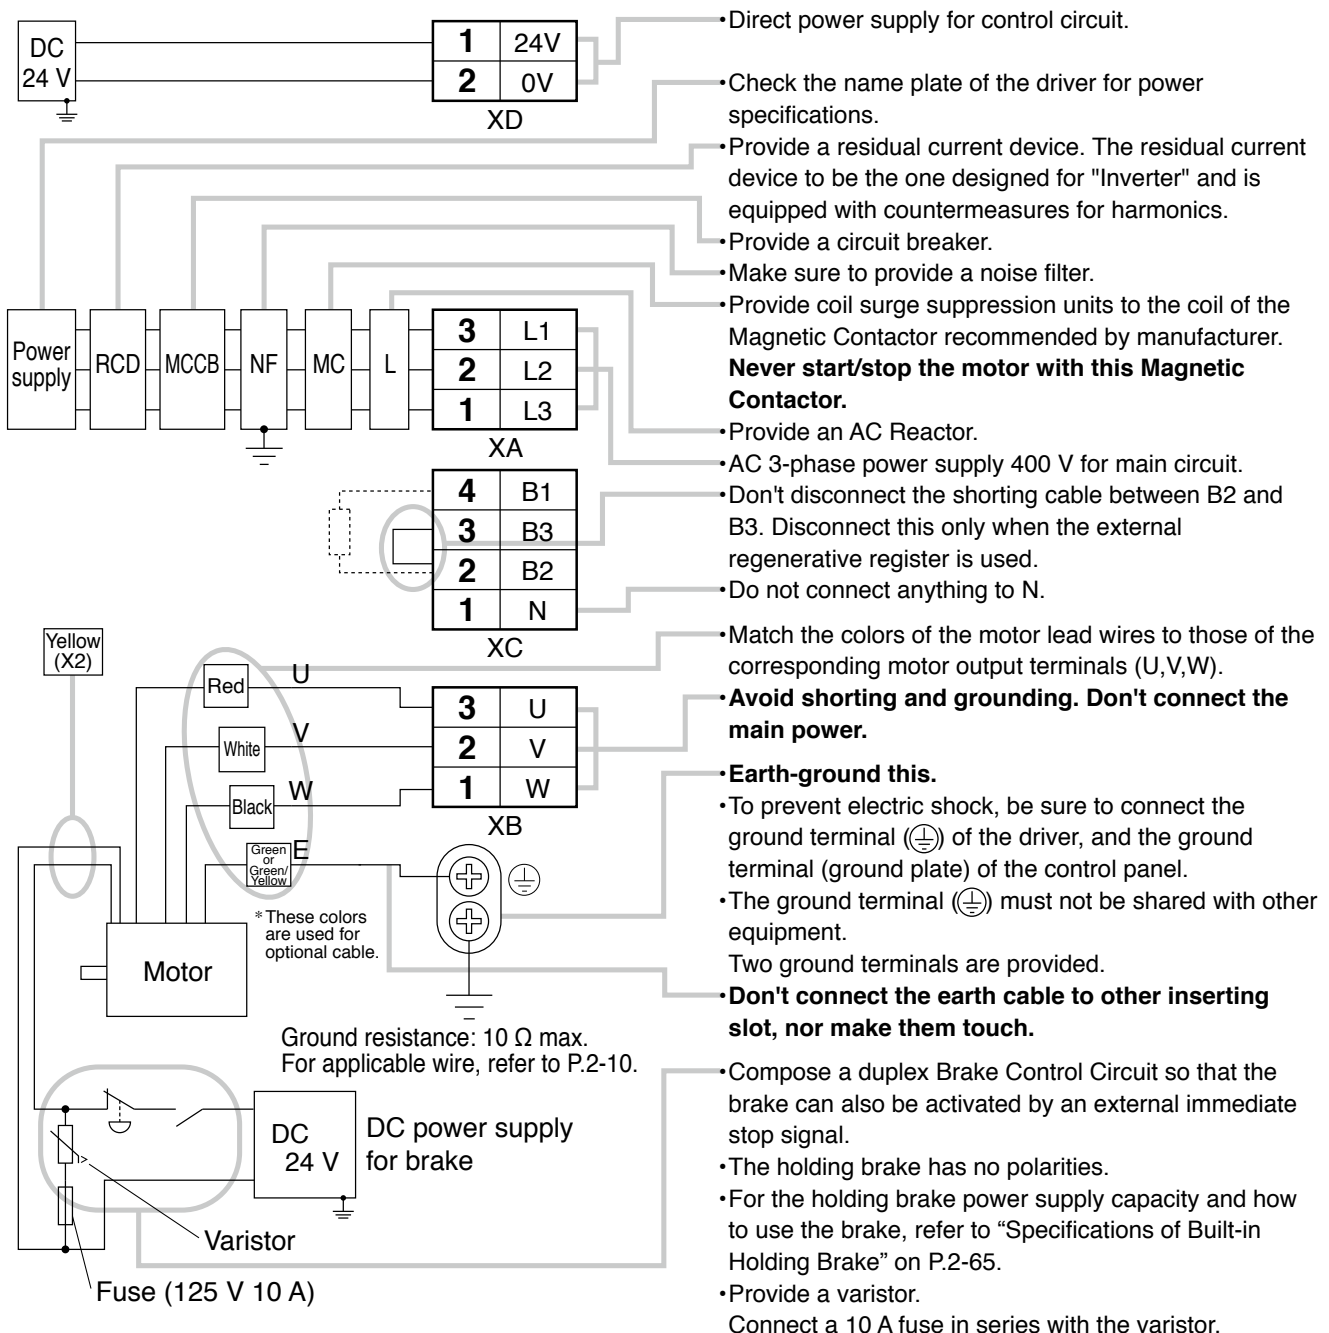 DC
24 V
1 24V
2 0V
XD
•Direct power supply for control circuit.
•Check the name plate of the driver for power
specifications.
•Provide a residual current device. The residual current
device to be the one designed for "Inverter" and is
equipped with countermeasures for harmonics.
•Provide a circuit breaker.
•Make sure to provide a noise filter.
•Provide coil surge suppression units to the coil of the
Magnetic Contactor recommended by manufacturer.
Never start/stop the motor with this Magnetic
Contactor.
•Provide an AC Reactor.
•AC 3-phase power supply 400 V for main circuit.
•Don't disconnect the shorting cable between B2 and
B3. Disconnect this only when the external
regenerative register is used.
•Do not connect anything to N.
•Match the colors of the motor lead wires to those of the
corresponding motor output terminals (U,V,W).
•Avoid shorting and grounding. Don't connect the
main power.
•Earth-ground this.
•To prevent electric shock, be sure to connect the
ground terminal (⏚) of the driver, and the ground
terminal (ground plate) of the control panel.
•The ground terminal (⏚) must not be shared with other
equipment.
Two ground terminals are provided.
•Don't connect the earth cable to other inserting
slot, nor make them touch.
•Compose a duplex Brake Control Circuit so that the
brake can also be activated by an external immediate
stop signal.
•The holding brake has no polarities.
•For the holding brake power supply capacity and how
to use the brake, refer to “Specifications of Built-in
Holding Brake” on P.2-65.
•Provide a varistor.
Connect a 10 A fuse in series with the varistor.
Power
supply
RCD
MCCB
NF
MC
L
3 L1
2 L2
1 L3
XA
4 B1
3 B3
2 B2
1 N
XC
Yellow
(X2)
Red
U
White
V
Black
W
Green
or
Green/
Yellow
E
3 U
2 V
1 W
XB
* These colors
are used for
optional cable.
Motor
Ground resistance: 10 Ω max.
For applicable wire, refer to P.2-10.
DC
24 V
DC power supply
for brake
Varistor
Fuse (125 V 10 A)